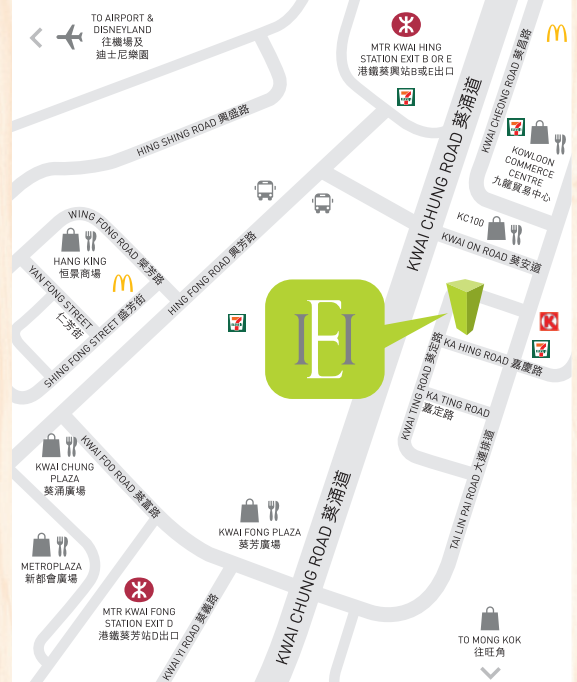 TO AIRPORT &
DISNEYLAND
往機場及
迪士尼樂園
MTR KWAI HING
STATION EXIT B OR E
港鐵葵興站B或E出口
7
ELEVEN
M
KWAI CHEONG ROAD 葵昌路
7
ELEVEN
KOWLOON
COMMERCE
CENTRE
九龍貿易中心
HING SHING ROAD 興盛路
KWAI CHUNG ROAD 葵涌道
KC100
KWAI ON ROAD 葵安道
WING FONG ROAD 榮芳路
HANG KING
恒景商場
M
YAN FONG STREET
仁芳街
HING FONG ROAD 興芳路
SHING FONG STREET 盛芳街
7
ELEVEN
IEI
K
7
ELEVEN
KA HING ROAD 嘉慶路
KWAI TING ROAD 葵定路
KA TING ROAD
嘉定路
TAI LIN PAI ROAD 大連排道
KWAI CHUNG
PLAZA
葵涌廣場
KWAI FOO ROAD 葵富路
KWAI FONG PLAZA
葵芳廣場
KWAI CHUNG ROAD 葵涌道
METROPLAZA
新都會廣場
MTR KWAI FONG
STATION EXIT D
港鐵葵芳站D出口
KWAI YI ROAD 葵義路
TO MONG KOK
往旺角